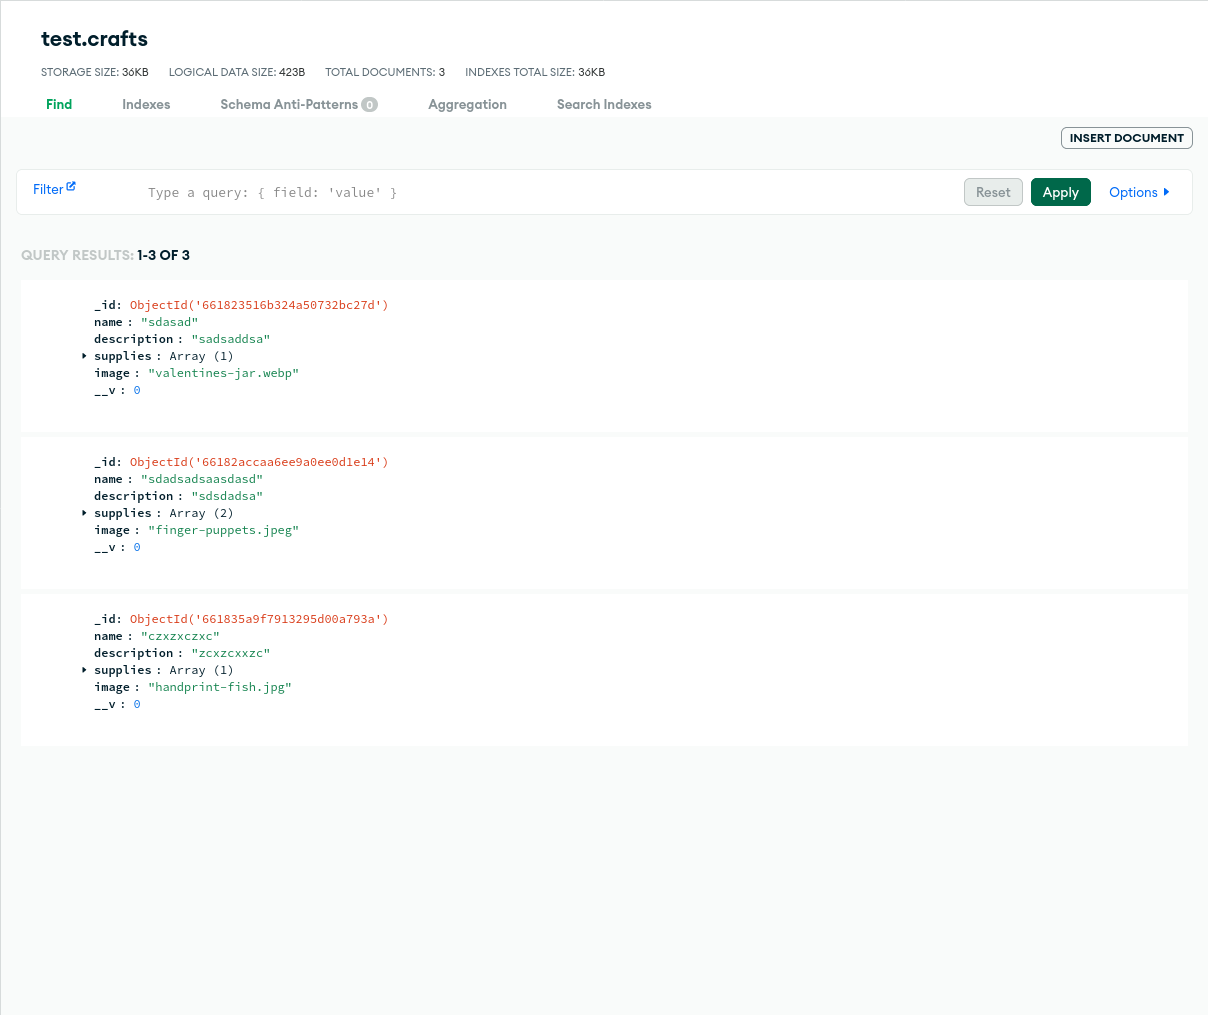 test.crafts
STORAGE SIZE: 36KB LOGICAL DATA SIZE: 423B TOTAL DOCUMENTS: 3 INDEXES TOTAL SIZE: 36KB
Find Indexes Schema Anti-Patterns 0 Aggregation Search Indexes
INSERT DOCUMENT
Filter Type a query: { field: 'value' } Reset Apply Options
QUERY RESULTS: 1-3 OF 3
_id: ObjectId('661823516b324a50732bc27d')
name : "sdasad"
description : "sadsaddsa"
supplies : Array (1)
image : "valentines-jar.webp"
__v : 0
_id: ObjectId('66182accaa6ee9a0ee0d1e14')
name : "sdadsadsaasdasd"
description : "sdsdadsa"
supplies : Array (2)
image : "finger-puppets.jpeg"
__v : 0
_id: ObjectId('661835a9f7913295d00a793a')
name : "czxzxczxc"
description : "zcxzcxxzc"
supplies : Array (1)
image : "handprint-fish.jpg"
__v : 0